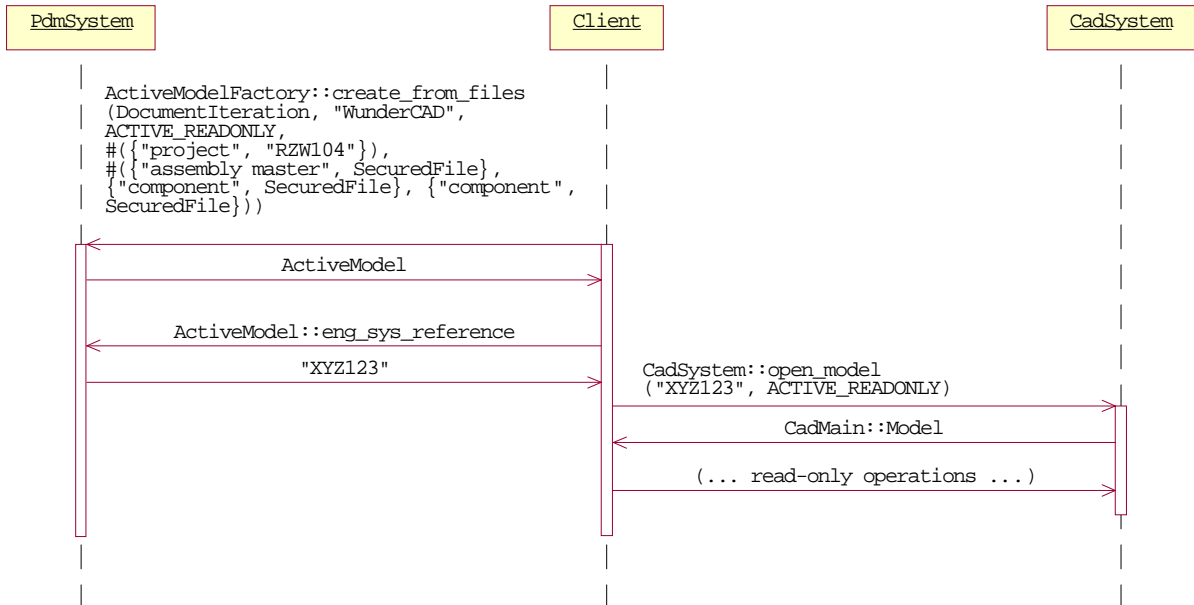 PdmSystem
Client
CadSystem
ActiveModelFactory::create_from_files
(DocumentIteration, "WunderCAD",
ACTIVE_READONLY,
#({"project", "RZW104"}),
#({"assembly master", SecuredFile},
{"component", SecuredFile}, {"component",
SecuredFile}))
ActiveModel
ActiveModel::eng_sys_reference
"XYZ123"
CadSystem::open_model
("XYZ123", ACTIVE_READONLY)
CadMain::Model
(... read-only operations ...)